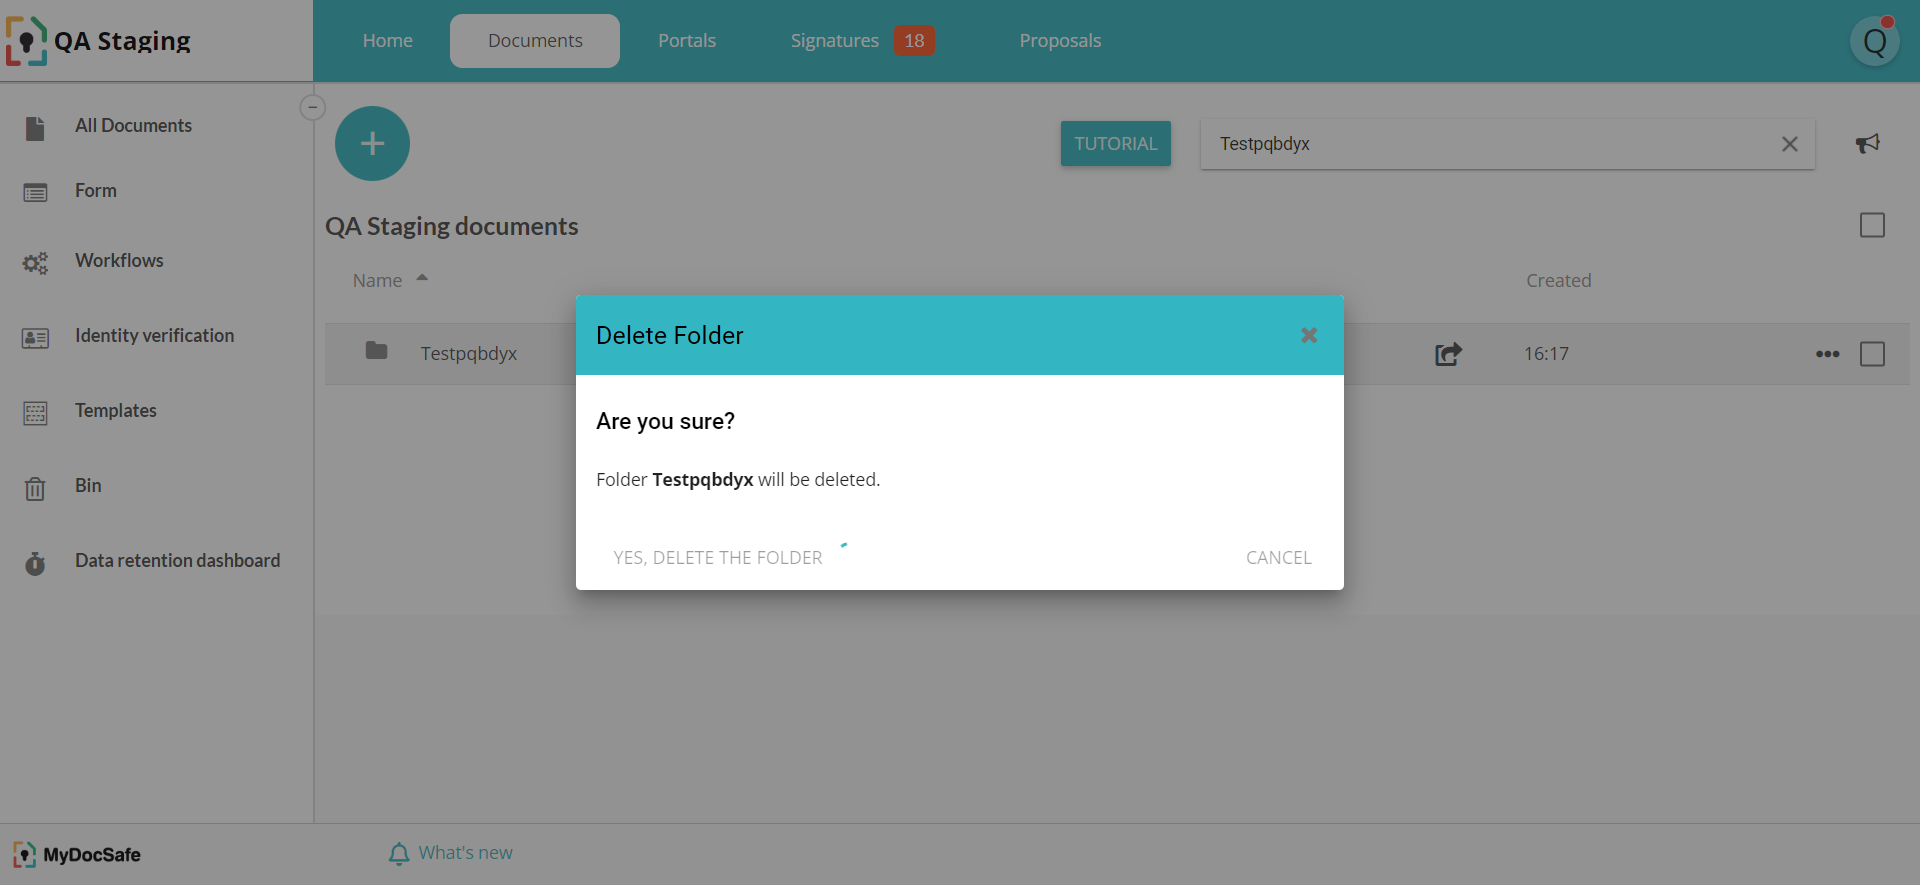 QA Staging
Home
Documents
Portals
Signatures 18
Proposals
Q
All Documents
Form
Workflows
Identity verification
Templates
Bin
Data retention dashboard
TUTORIAL
Testpqbdyx
QA Staging documents
Name
Created
Testpqbdyx
16:17
Delete Folder
Are you sure?
Folder Testpqbdyx will be deleted.
YES, DELETE THE FOLDER
CANCEL
MyDocSafe
What's new